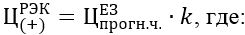 Ц_{(+)}^{РЭК} = Ц_{прогн.ч.}^{ЕЗ} · k, где: